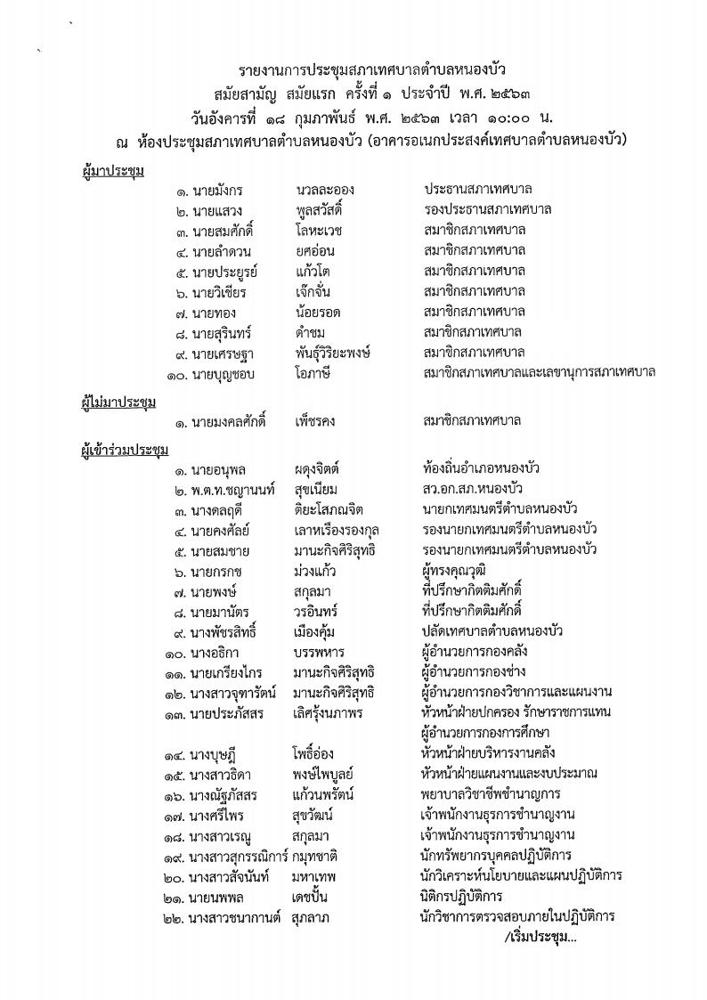 รายงานการประชุมสภาเทศบาลตำบลหนองบัว
สมัยสามัญ สมัยแรก ครั้งที่ ๑ ประจำปี พ.ศ. ๒๕๖๓
วันอังคารที่ ๑๘ กุมภาพันธ์ พ.ศ. ๒๕๖๓ เวลา ๑๐:๐๐ น.
ณ ห้องประชุมสภาเทศบาลตำบลหนองบัว (อาคารอเนกประสงค์เทศบาลตำบลหนองบัว)
ผู้มาประชุม
๑. นายมังกร นวลละออง ประธานสภาเทศบาล
๒. นายแสวง พูลสวัสดิ์ รองประธานสภาเทศบาล
๓. นายสมศักดิ์ โลหะเวช สมาชิกสภาเทศบาล
๔. นายลำดวน ยศอ่อน สมาชิกสภาเทศบาล
๕. นายประยูรย์ แก้วโต สมาชิกสภาเทศบาล
๖. นายวิเชียร เจ๊กจั่น สมาชิกสภาเทศบาล
๗. นายทอง น้อยรอด สมาชิกสภาเทศบาล
๘. นายสุรินทร์ ดำชม สมาชิกสภาเทศบาล
๙. นายเศรษฐา พันธุ์วิริยะพงษ์ สมาชิกสภาเทศบาล
๑๐. นายบุญชอบ โอภาษี สมาชิกสภาเทศบาลและเลขานุการสภาเทศบาล
ผู้ไม่มาประชุม
๑. นายมงคลศักดิ์ เพ็ชรคง สมาชิกสภาเทศบาล
ผู้เข้าร่วมประชุม
๑. นายอนุพล ผดุงจิตต์ ท้องถิ่นอำเภอหนองบัว
๒. พ.ต.ท.ชญานนท์ สุขเนียม สว.อก.สภ.หนองบัว
๓. นางดลฤดี ติยะโสภณจิต นายกเทศมนตรีตำบลหนองบัว
๔. นายคงศัลย์ เลาหเรืองรองกุล รองนายกเทศมนตรีตำบลหนองบัว
๕. นายสมชาย มานะกิจศิริสุทธิ รองนายกเทศมนตรีตำบลหนองบัว
๖. นายกรกช ม่วงแก้ว ผู้ทรงคุณวุฒิ
๗. นายพงษ์ สกุลมา ที่ปรึกษากิตติมศักดิ์
๘. นายมานัตร วรอินทร์ ที่ปรึกษากิตติมศักดิ์
๙. นางพัชรสิทธิ์ เมืองคุ้ม ปลัดเทศบาลตำบลหนองบัว
๑๐. นางอธิกา บรรพหาร ผู้อำนวยการกองคลัง
๑๑. นายเกรียงไกร มานะกิจศิริสุทธิ ผู้อำนวยการกองช่าง
๑๒. นางสาวจุฑารัตน์ มานะกิจศิริสุทธิ ผู้อำนวยการกองวิชาการและแผนงาน
๑๓. นายประภัสสร เลิศรุ้งนภาพร หัวหน้าฝ่ายปกครอง รักษาราชการแทน
ผู้อำนวยการกองการศึกษา
๑๔. นางบุษฎี โพธิ์อ่อง หัวหน้าฝ่ายบริหารงานคลัง
๑๕. นางสาวธิดา พงษ์ไพบูลย์ หัวหน้าฝ่ายแผนงานและงบประมาณ
๑๖. นางณัฐภัสสร แก้วนพรัตน์ พยาบาลวิชาชีพชำนาญการ
๑๗. นางศรีไพร สุขวัฒน์ เจ้าพนักงานธุรการชำนาญงาน
๑๘. นางสาวเรณู สกุลมา เจ้าพนักงานธุรการชำนาญงาน
๑๙. นางสาวสุกรรณิการ์ กมุทชาติ นักทรัพยากรบุคคลปฏิบัติการ
๒๐. นางสาวสัจนันท์ มหาเทพ นักวิเคราะห์นโยบายและแผนปฏิบัติการ
๒๑. นายนพพล เดชปั้น นิติกรปฏิบัติการ
๒๒. นางสาวชนากานต์ สุภลาภ นักวิชาการตรวจสอบภายในปฏิบัติการ
/เริ่มประชุม...